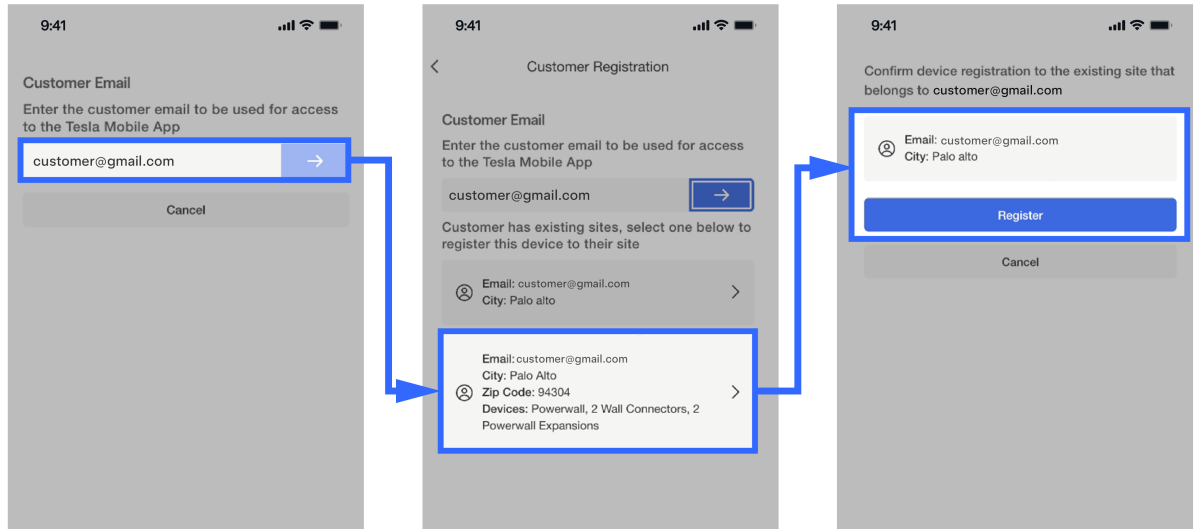 9:41
Customer Email
Enter the customer email to be used for access
to the Tesla Mobile App
customer@gmail.com
Cancel
9:41
Customer Registration
Customer Email
Enter the customer email to be used for access
to the Tesla Mobile App
customer@gmail.com
Customer has existing sites, select one below to
register this device to their site
Email: customer@gmail.com
City: Palo alto
Email: customer@gmail.com
City: Palo Alto
Zip Code: 94304
Devices: Powerwall, 2 Wall Connectors, 2
Powerwall Expansions
9:41
Confirm device registration to the existing site that
belongs to customer@gmail.com
Email: customer@gmail.com
City: Palo alto
Register
Cancel